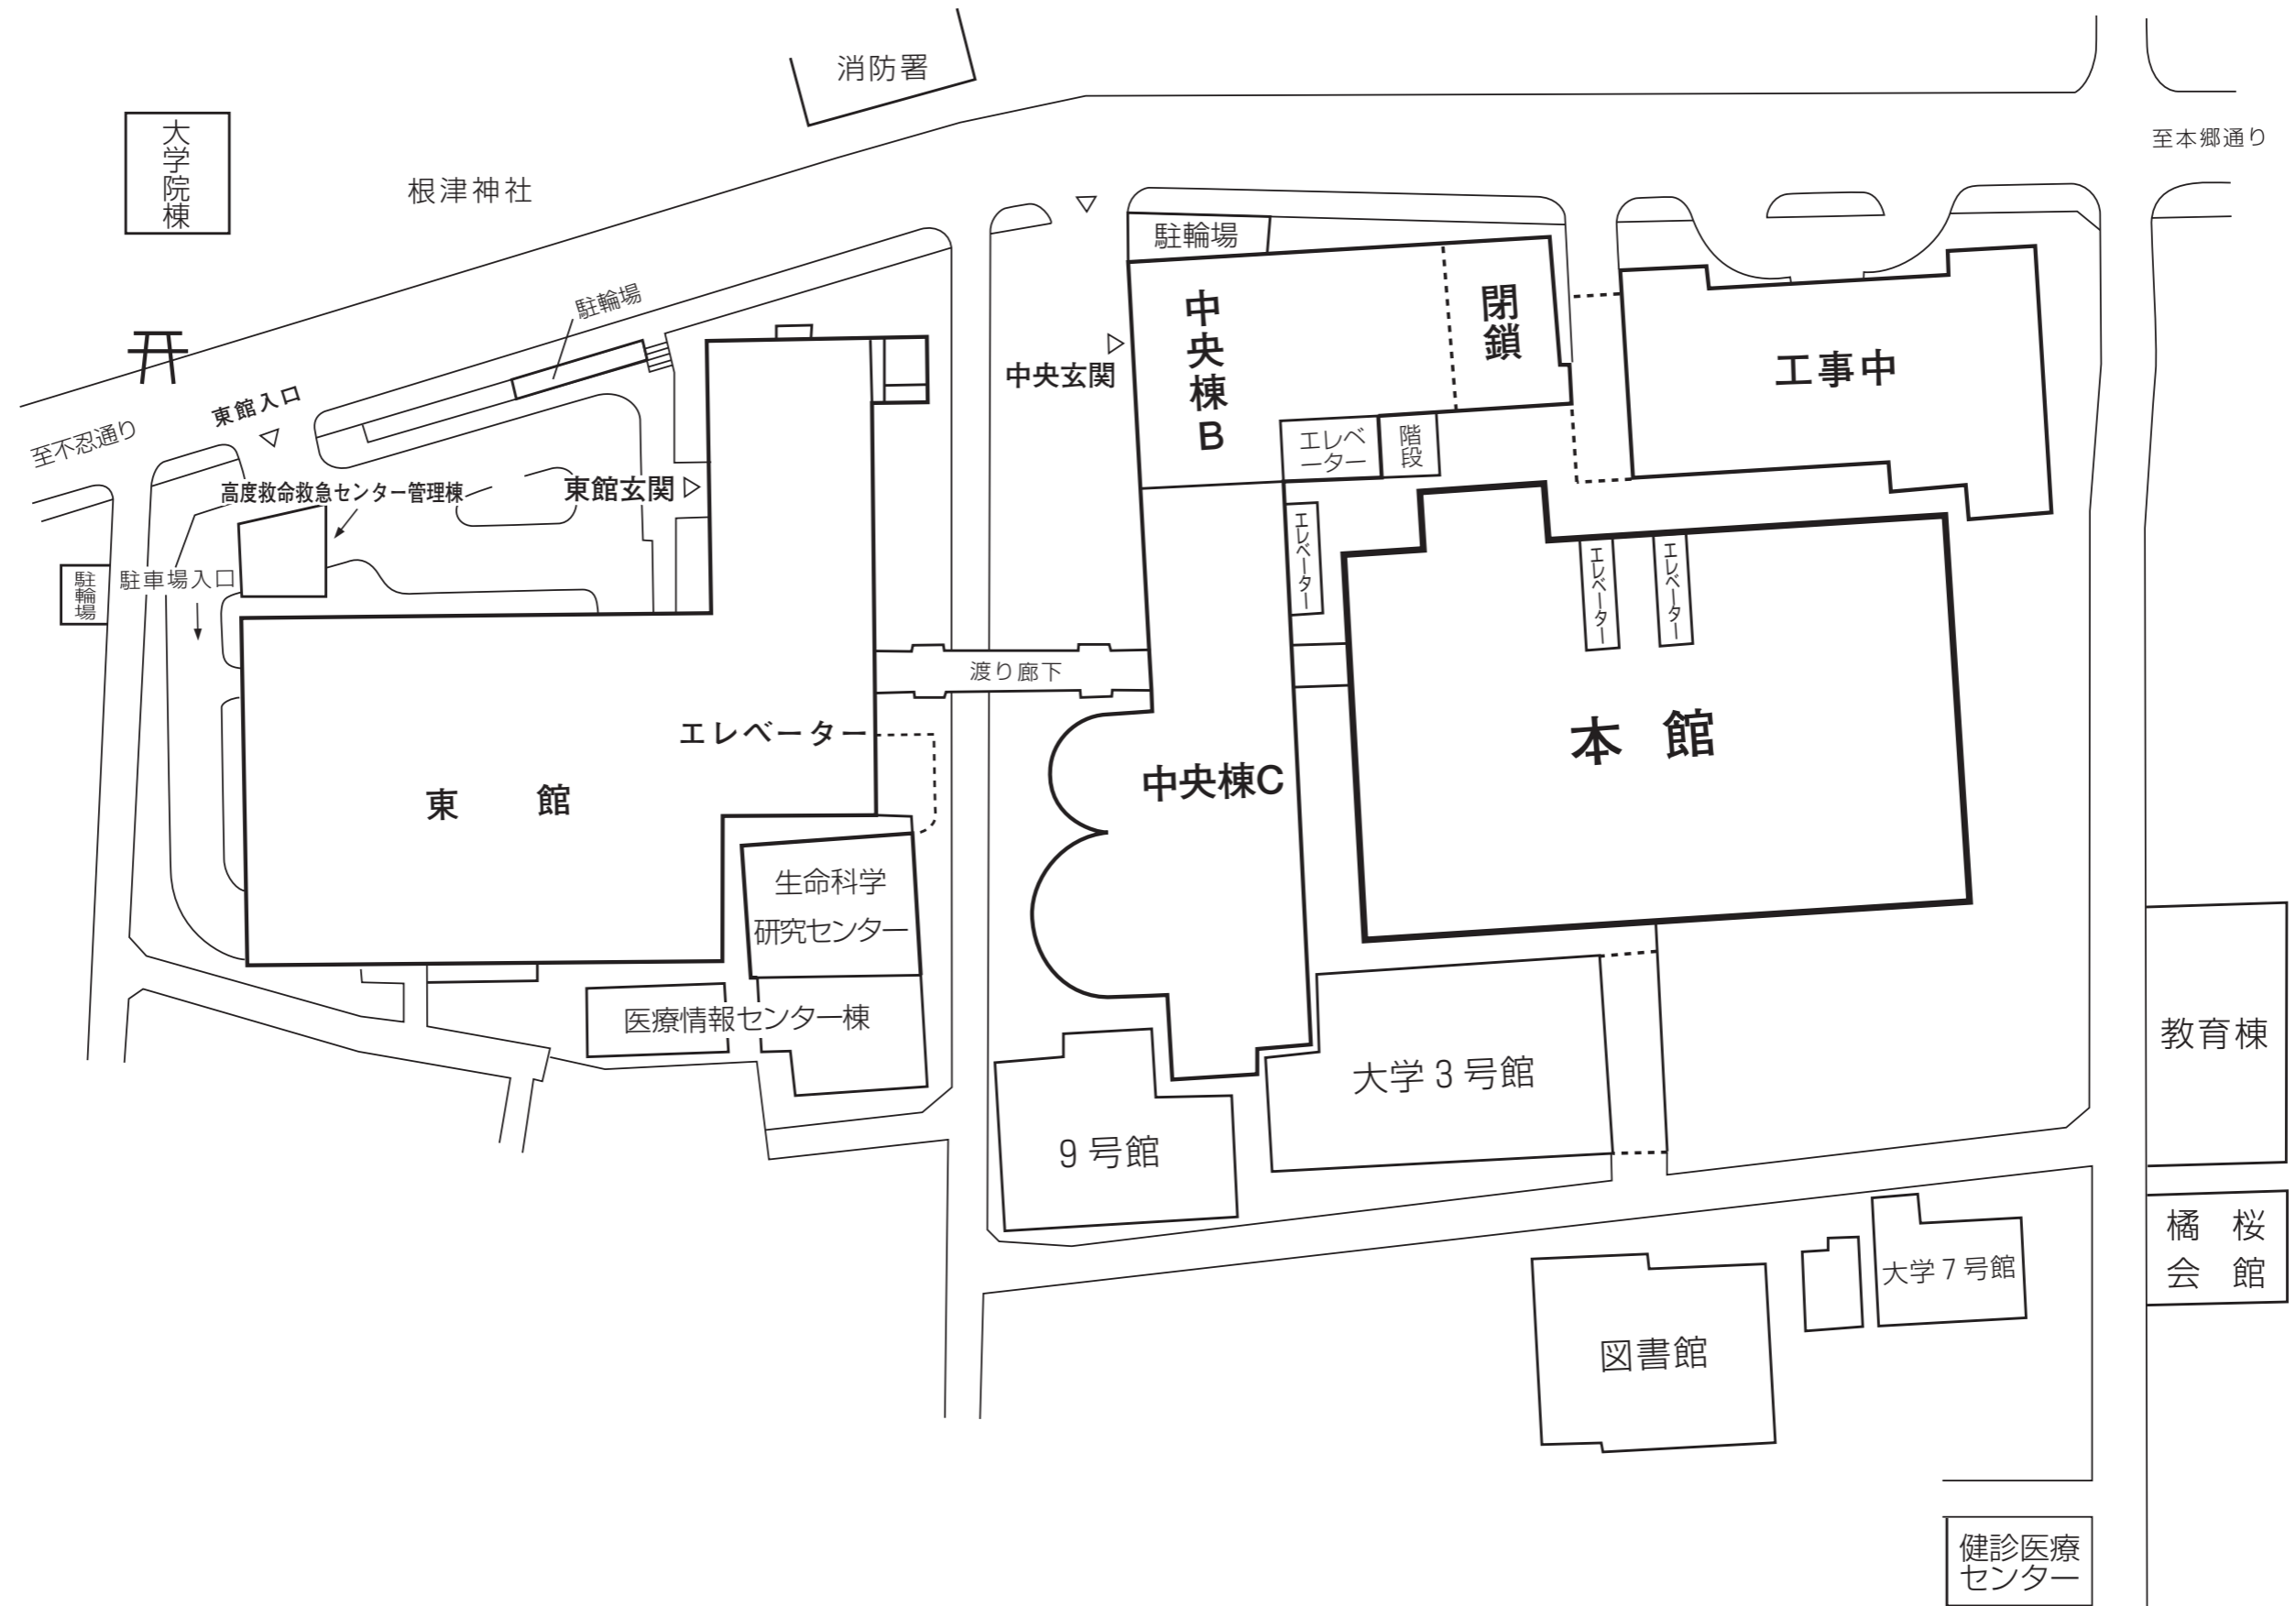 消防署
大学院棟
根津神社
至本郷通り
駐輪場
駐輪場
中央棟B
閉鎖
工事中
中央玄関
東館入口
至不忍通り
エレベ
ーター
階段
高度救命救急センター管理棟
東館玄関
エレベーター
エレベーター
エレベーター
駐輪場
駐車場入口
渡り廊下
エレベーター
本館
中央棟C
東館
生命科学
研究センター
医療情報センター棟
大学3号館
9号館
教育棟
橘桜
会館
大学7号館
図書館
健診医療
センター